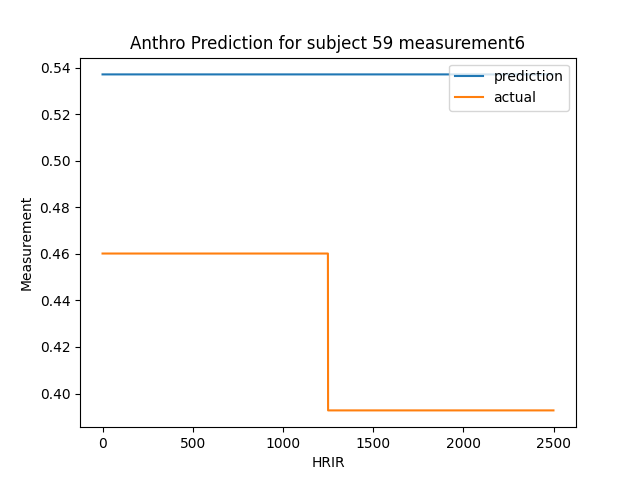 Anthro Prediction for subject 59 measurement6
prediction
actual
Measurement
0.54
0.52
0.50
0.48
0.46
0.44
0.42
0.40
0 500 1000 1500 2000 2500
HRIR